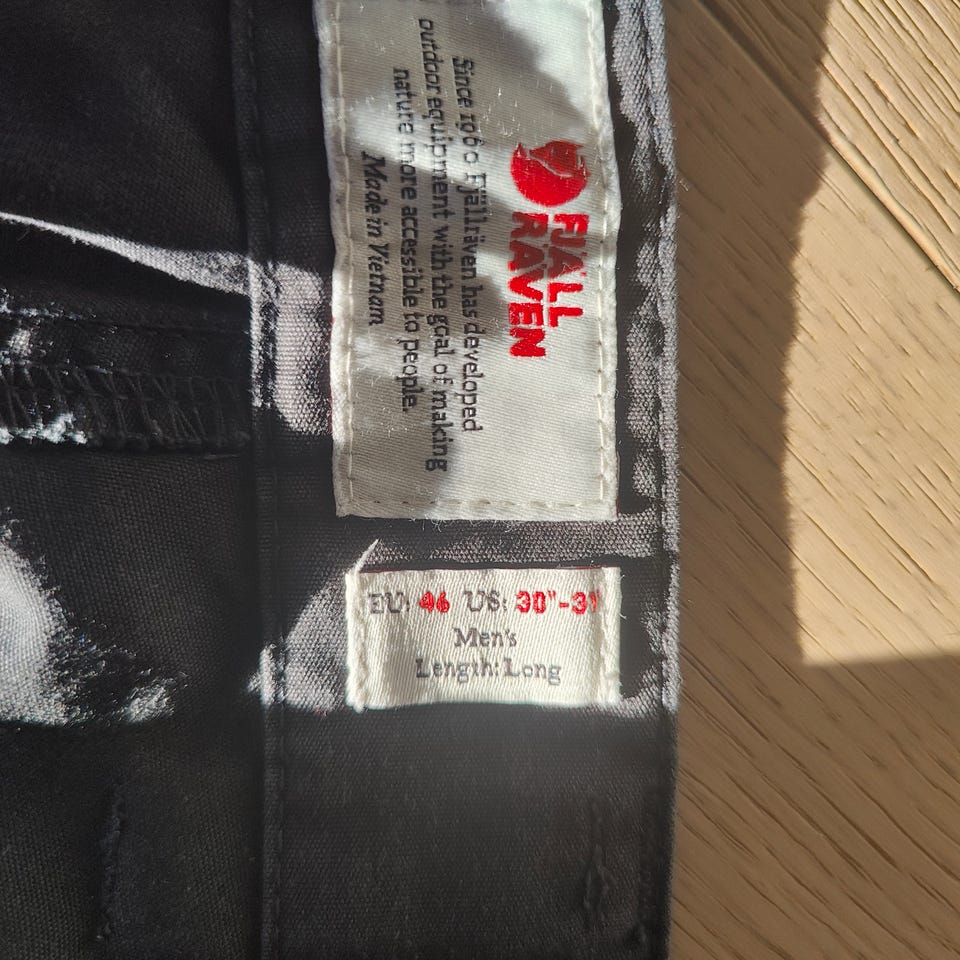 FJÄLL
RÄVEN
Since 1960 Fjällräven has developed
outdoor equipment with the goal of making
nature more accessible to people.
Made in Vietnam
EU: 46 US: 30"-31"
Men's
Length: Long